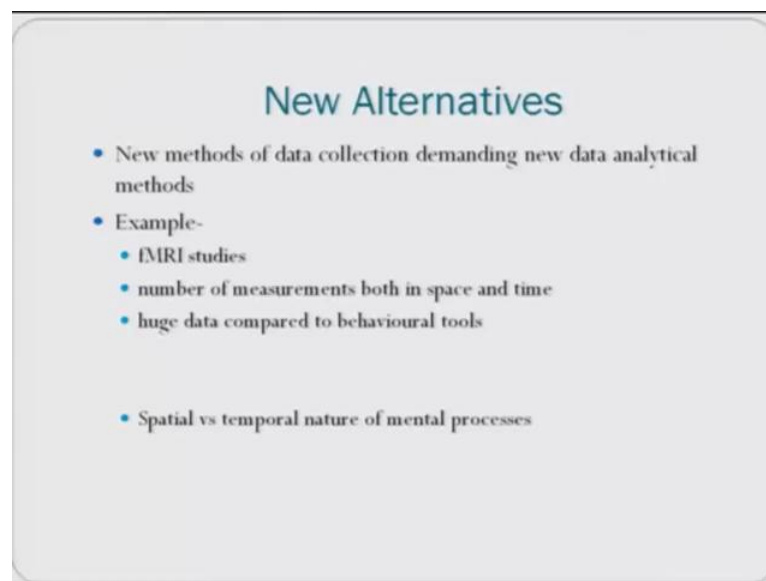 New Alternatives
New methods of data collection demanding new data analytical
methods
Example-
fMRI studies
number of measurements both in space and time
huge data compared to behavioural tools
Spatial vs temporal nature of mental processes